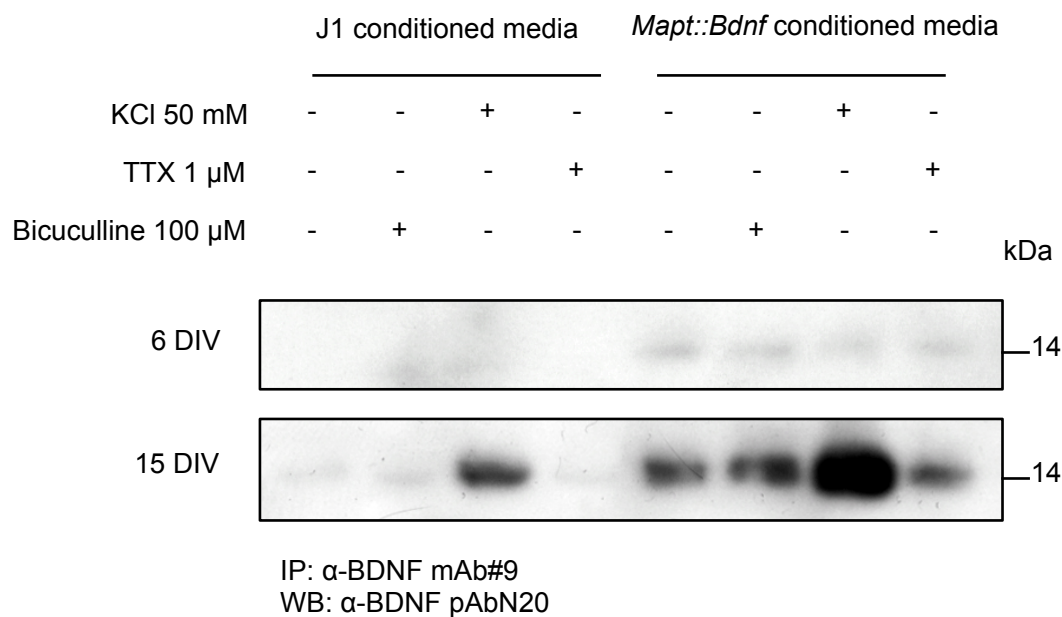 J1 conditioned media Mapt::Bdnf conditioned media
KCl 50 mM - - + - - - + -
TTX 1 µM - - - + - - - +
Bicuculline 100 µM - + - - - + - -
kDa
6 DIV 14
15 DIV 14
IP: α-BDNF mAb#9
WB: α-BDNF pAbN20